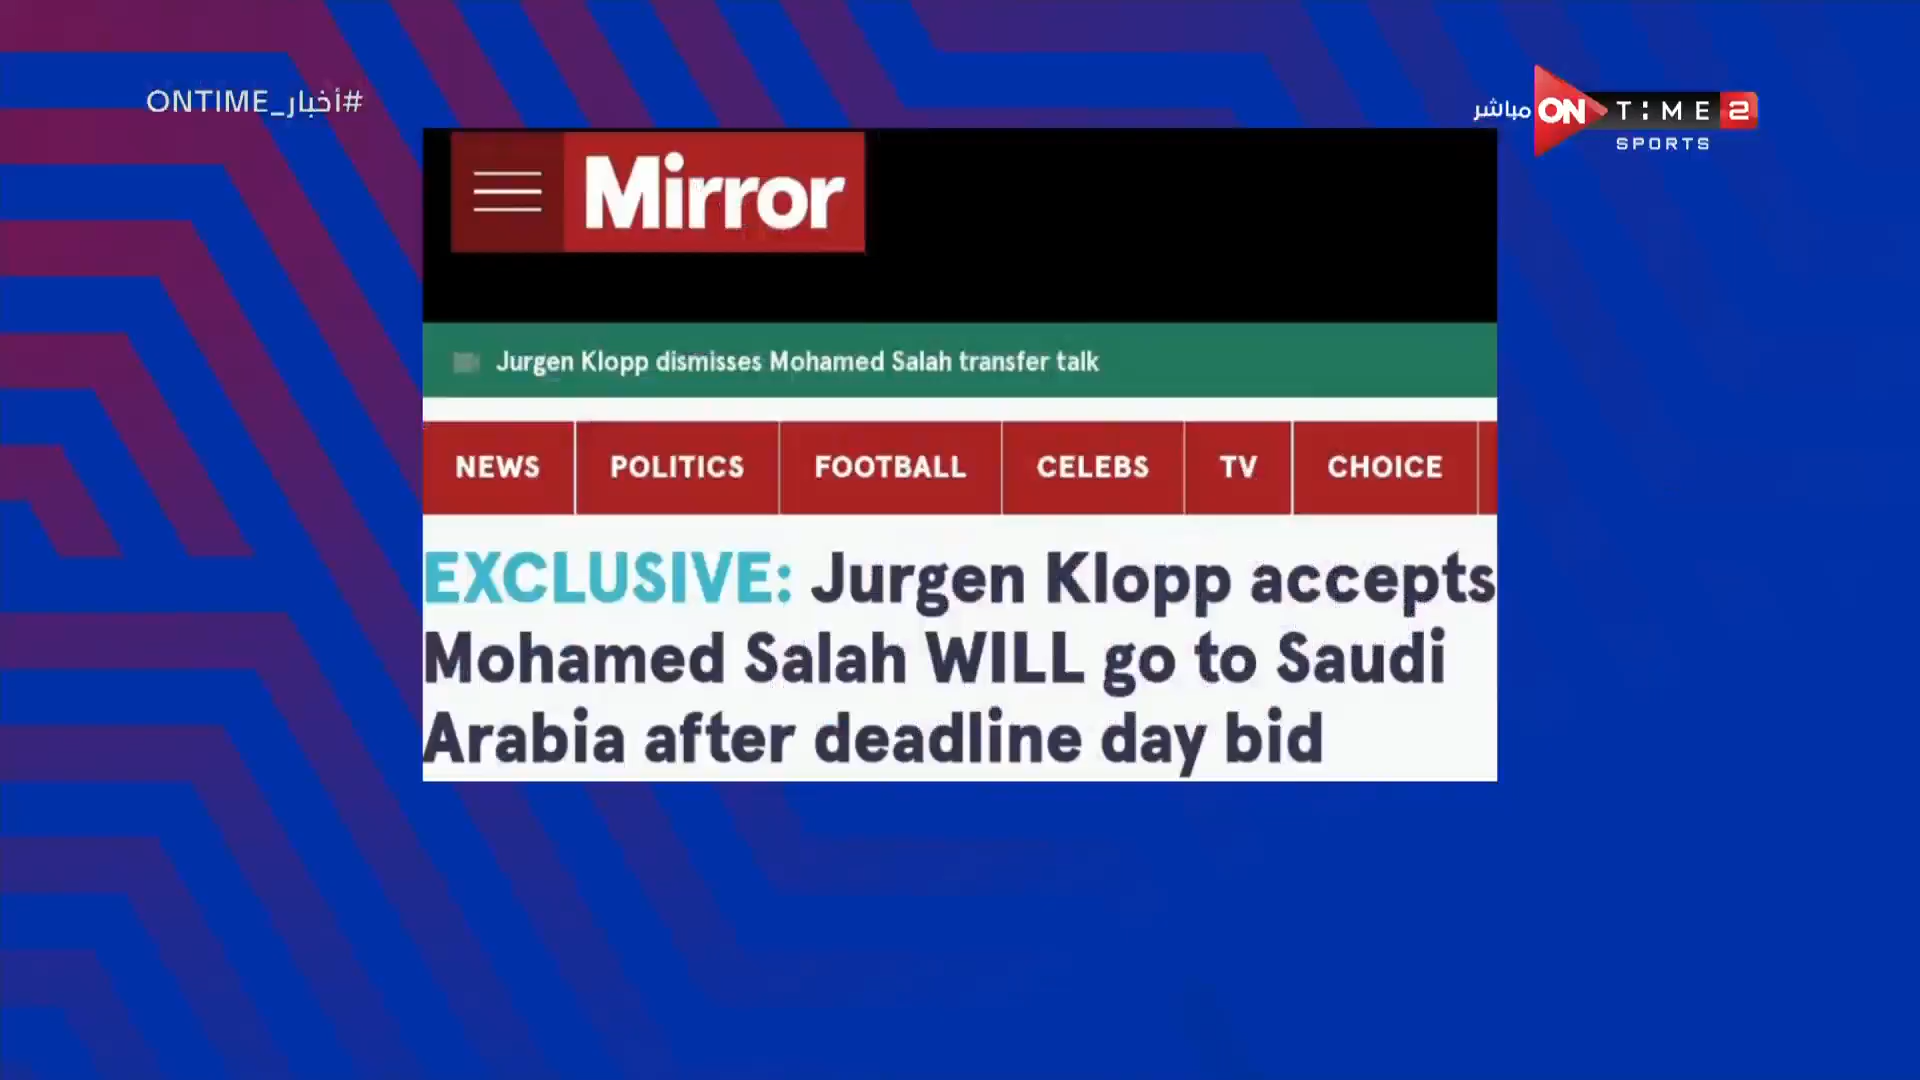 #أخبار_ONTIME
مباشر ON TIME 2
SPORTS
Mirror
Jurgen Klopp dismisses Mohamed Salah transfer talk
NEWS POLITICS FOOTBALL CELEBS TV CHOICE
EXCLUSIVE: Jurgen Klopp accepts
Mohamed Salah WILL go to Saudi
Arabia after deadline day bid